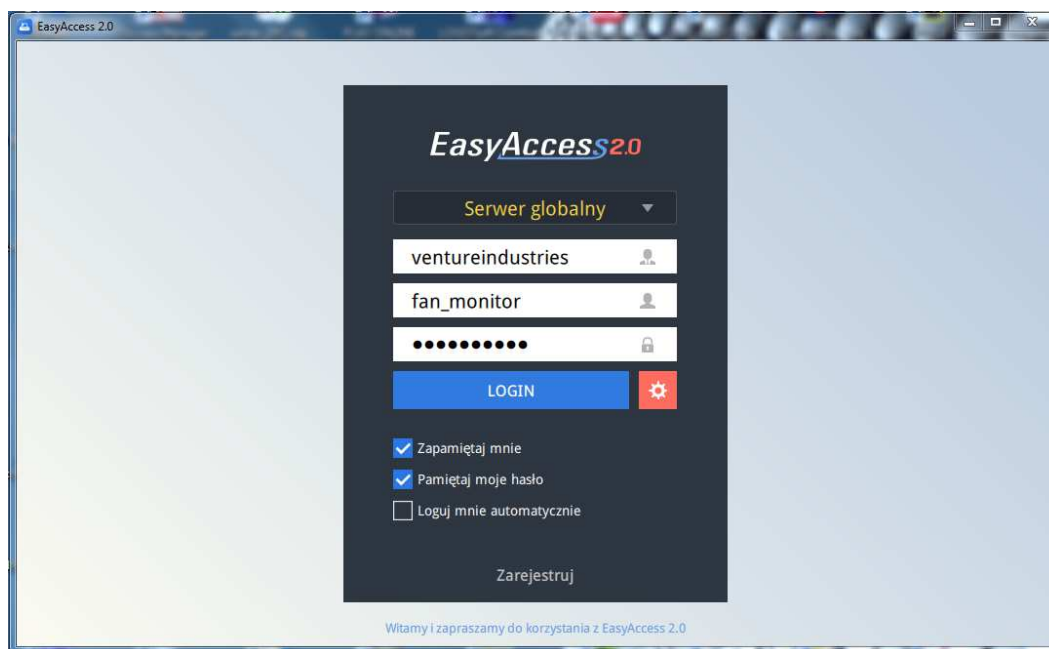 EasyAccess 2.0
EasyAccess2.0
Serwer globalny
ventureindustries
fan_monitor
●●●●●●●●●●
LOGIN
Zapamiętaj mnie
Pamiętaj moje hasło
Loguj mnie automatycznie
Zarejestruj
Witamy i zapraszamy do korzystania z EasyAccess 2.0